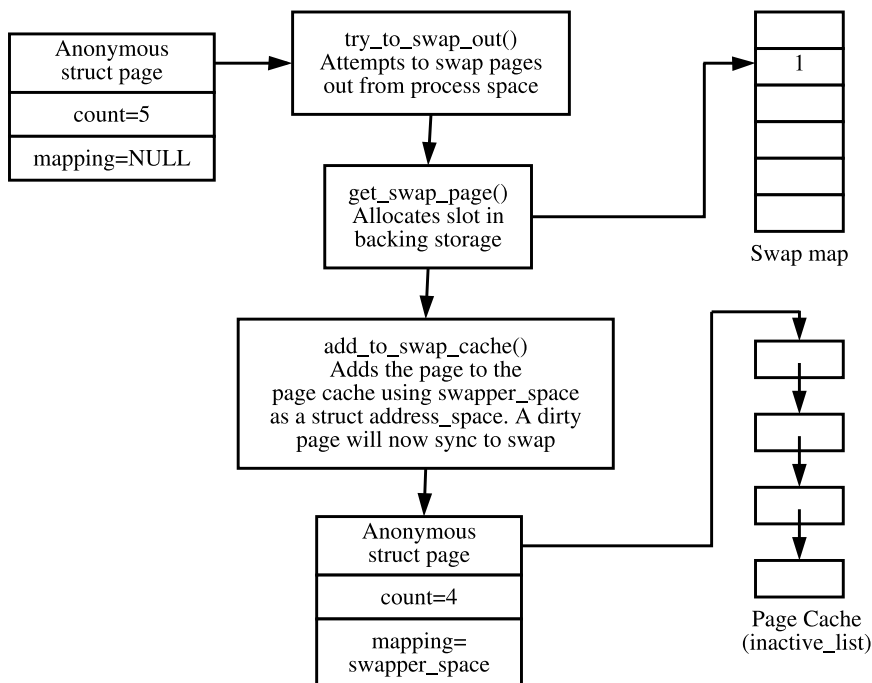 Anonymous
struct page
count=5
mapping=NULL
try_to_swap_out()
Attempts to swap pages
out from process space
get_swap_page()
Allocates slot in
backing storage
1
Swap map
add_to_swap_cache()
Adds the page to the
page cache using swapper_space
as a struct address_space. A dirty
page will now sync to swap
Anonymous
struct page
count=4
mapping=
swapper_space
Page Cache
(inactive_list)